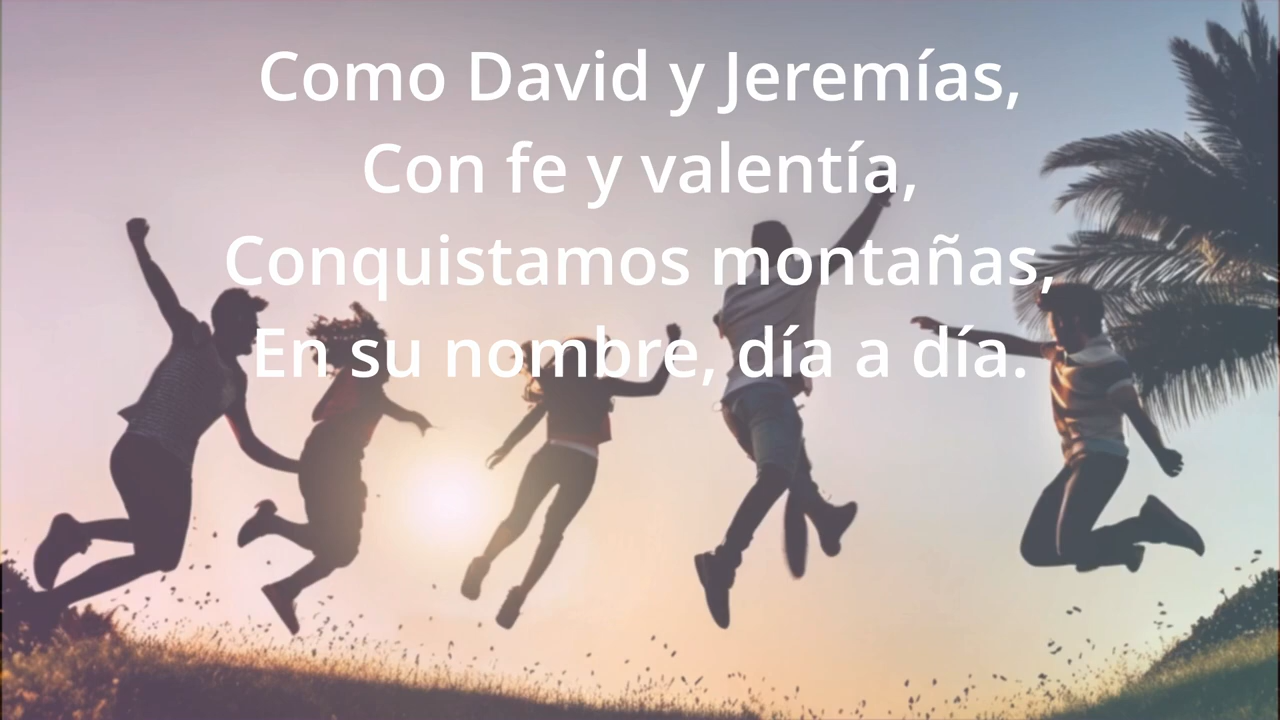 Como David y Jeremías,
Con fe y valentía,
Conquistamos montañas,
En su nombre, día a día.